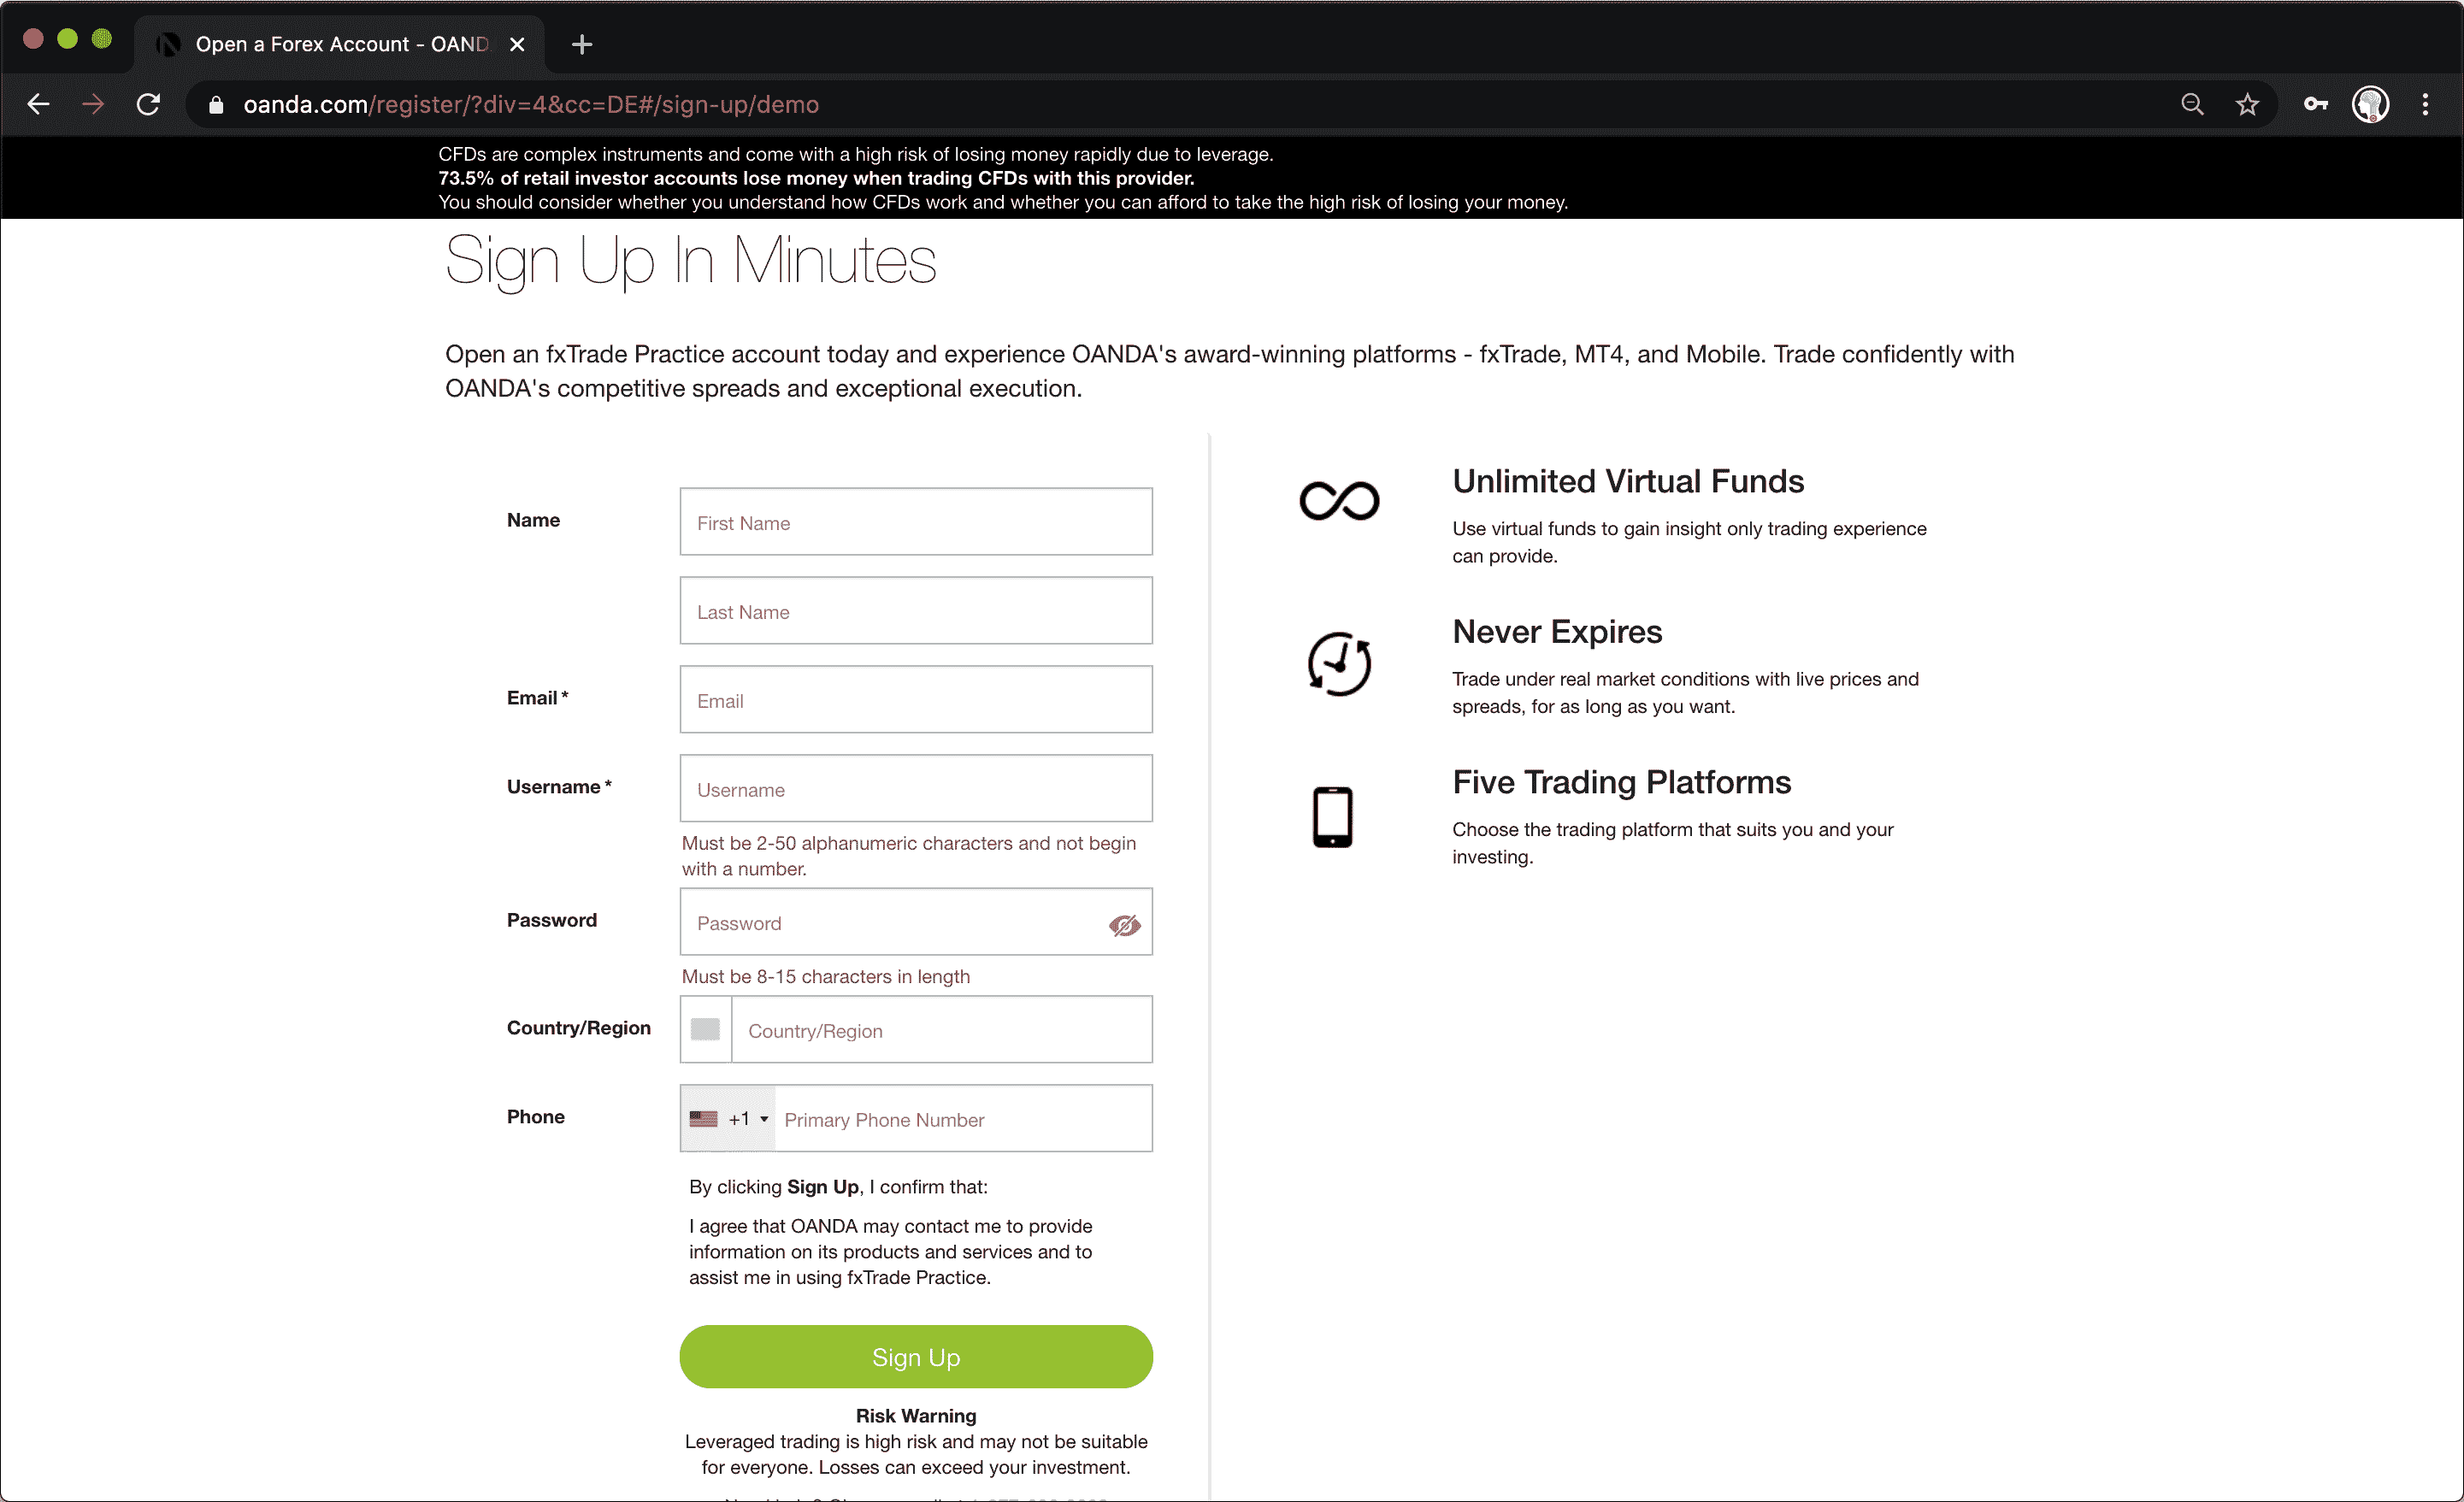 Open a Forex Account - OAND
oanda.com/register/?div=4&cc=DE#/sign-up/demo
CFDs are complex instruments and come with a high risk of losing money rapidly due to leverage.
73.5% of retail investor accounts lose money when trading CFDs with this provider.
You should consider whether you understand how CFDs work and whether you can afford to take the high risk of losing your money.
Sign Up In Minutes
Open an fxTrade Practice account today and experience OANDA's award-winning platforms - fxTrade, MT4, and Mobile. Trade confidently with
OANDA's competitive spreads and exceptional execution.
Name
First Name
Last Name
Email *
Email
Username *
Username
Must be 2-50 alphanumeric characters and not begin
with a number.
Password
Password
Must be 8-15 characters in length
Country/Region
Country/Region
Phone
+1
Primary Phone Number
By clicking Sign Up, I confirm that:
I agree that OANDA may contact me to provide
information on its products and services and to
assist me in using fxTrade Practice.
Sign Up
Risk Warning
Leveraged trading is high risk and may not be suitable
for everyone. Losses can exceed your investment.
Unlimited Virtual Funds
Use virtual funds to gain insight only trading experience
can provide.
Never Expires
Trade under real market conditions with live prices and
spreads, for as long as you want.
Five Trading Platforms
Choose the trading platform that suits you and your
investing.